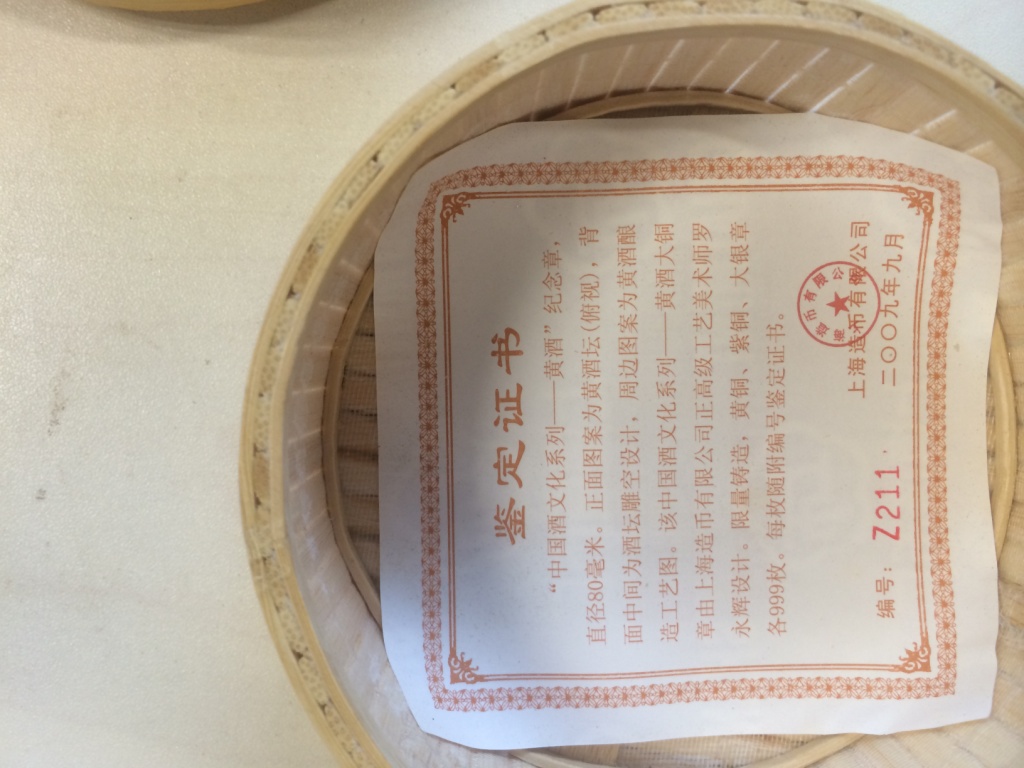 鉴定证书
“中国酒文化系列——黄酒”纪念章，
直径80毫米。正面图案为黄酒坛（俯视），背
面中间为酒坛雕空设计，周边图案为黄酒酿
造工艺图。该中国酒文化系列——黄酒大铜
章由上海造币有限公司正高级工艺美术师罗
永辉设计。限量铸造，黄铜、紫铜、大银章
各999枚。每枚随附编号鉴定证书。
上海造币有限公司
编号：Z211
二〇〇九年九月